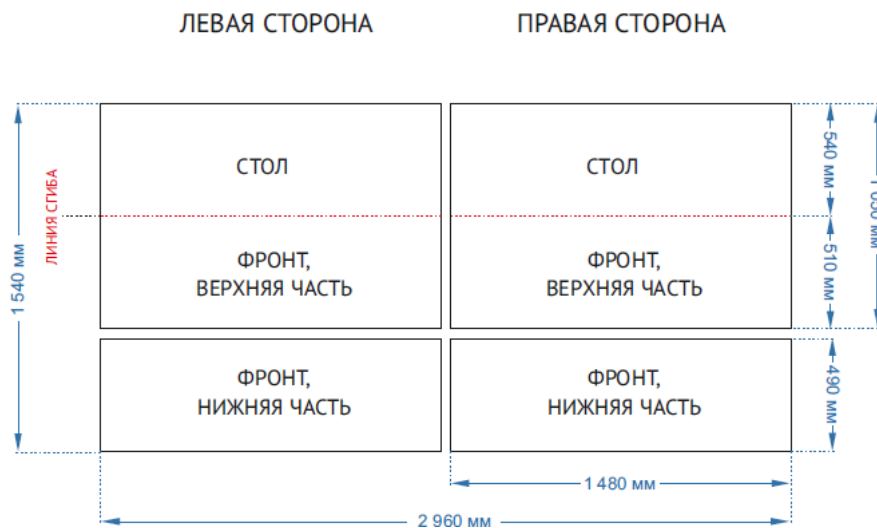 ЛЕВАЯ СТОРОНА
ПРАВАЯ СТОРОНА
СТОЛ
СТОЛ
540 мм
ЛИНИЯ СГИБА
1 540 мм
ФРОНТ,
ВЕРХНЯЯ ЧАСТЬ
ФРОНТ,
ВЕРХНЯЯ ЧАСТЬ
510 мм
ФРОНТ,
НИЖНЯЯ ЧАСТЬ
ФРОНТ,
НИЖНЯЯ ЧАСТЬ
490 мм
1 480 мм
2 960 мм